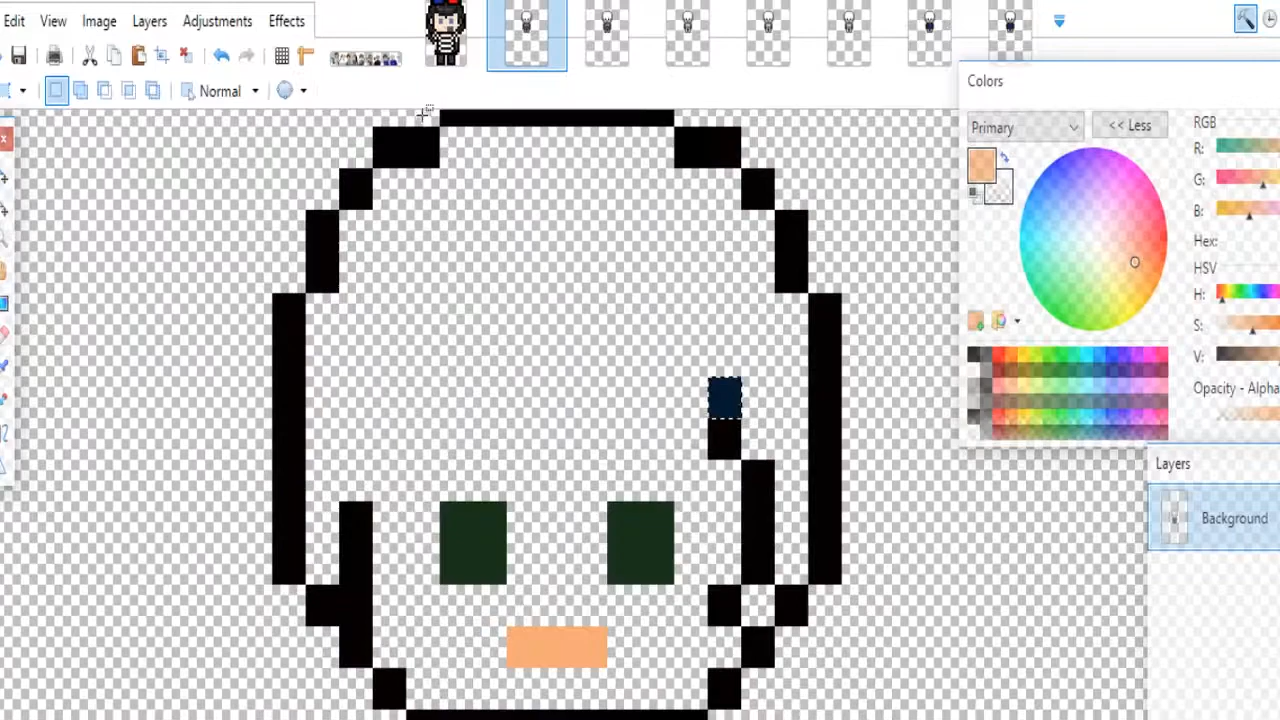 Edit View Image Layers Adjustments Effects
Normal
Colors
Primary
<< Less
RGB
R:
G:
B:
Hex:
HSV
H:
S:
V:
Opacity - Alpha
Layers
Background